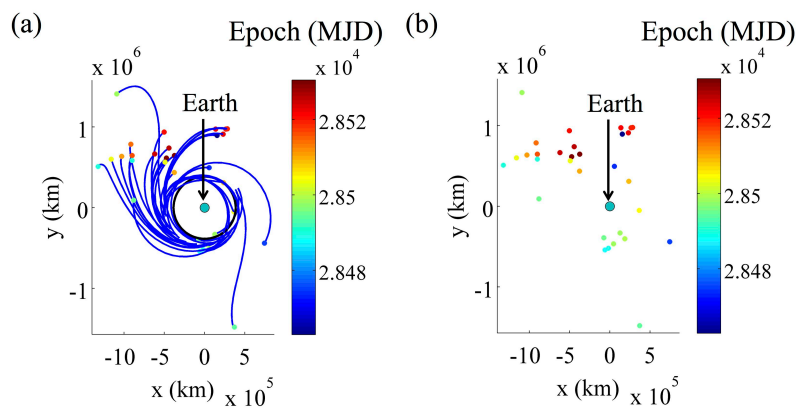 (a)
Epoch (MJD)
x 10^6
x 10^4
Earth
1
0
-1
y (km)
-10 -5 0 5
x (km)
x 10^5
2.852
2.85
2.848
(b)
Epoch (MJD)
x 10^6
x 10^4
Earth
1
0
-1
y (km)
-10 -5 0 5
x (km)
x 10^5
2.852
2.85
2.848